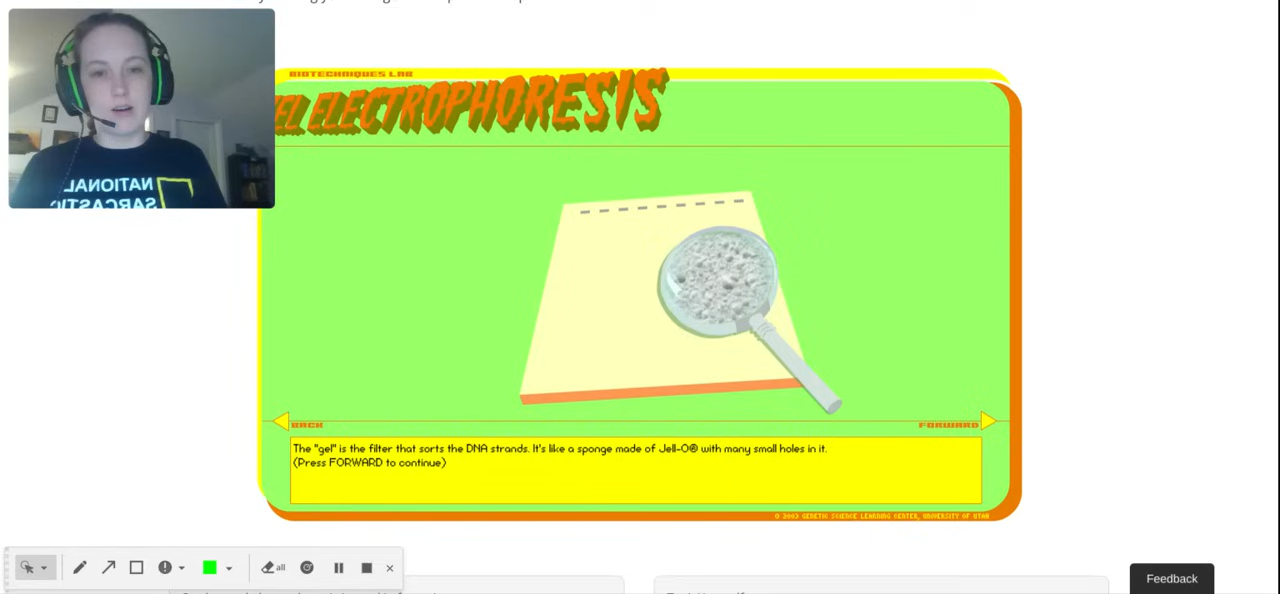 BIOTECHNIQUES LAB
EL ELECTROPHORESIS
NATIONAL
SARCASTIC
BACK
FORWARD
The "gel" is the filter that sorts the DNA strands. It's like a sponge made of Jell-O® with many small holes in it.
(Press FORWARD to continue)
© 2003 GENETIC SCIENCE LEARNING CENTER, UNIVERSITY OF UTAH
all
Feedback